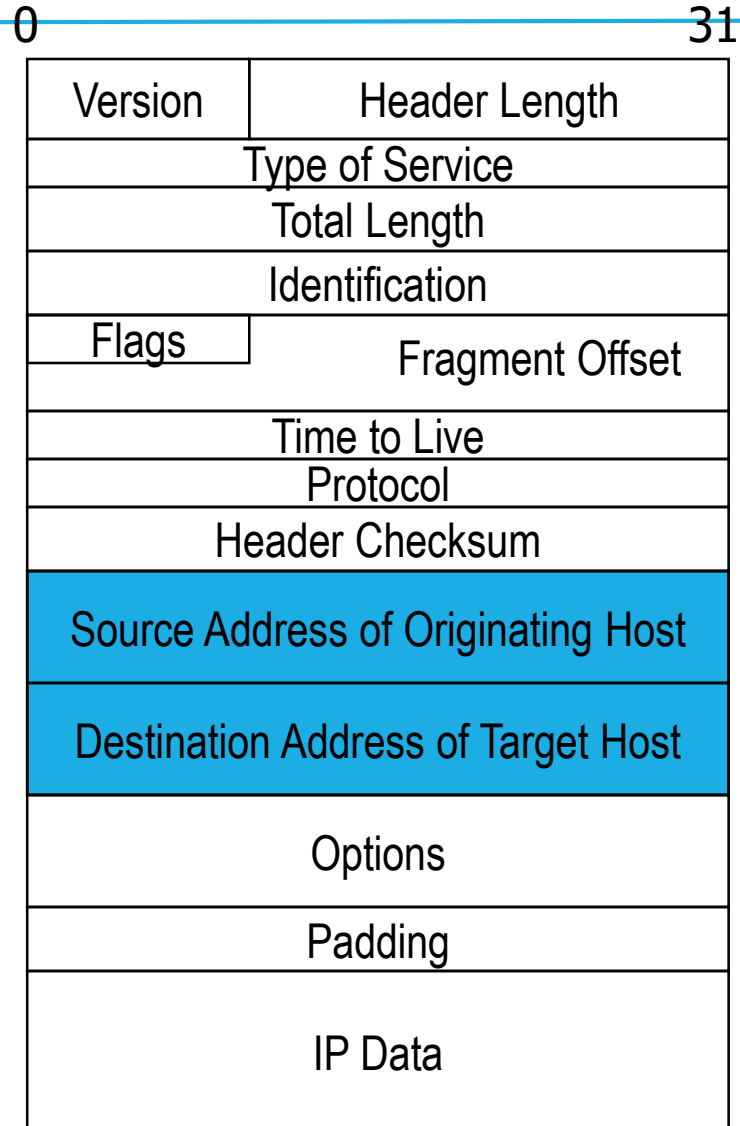 0 31
Version Header Length
Type of Service
Total Length
Identification
Flags
Fragment Offset
Time to Live
Protocol
Header Checksum
Source Address of Originating Host
Destination Address of Target Host
Options
Padding
IP Data